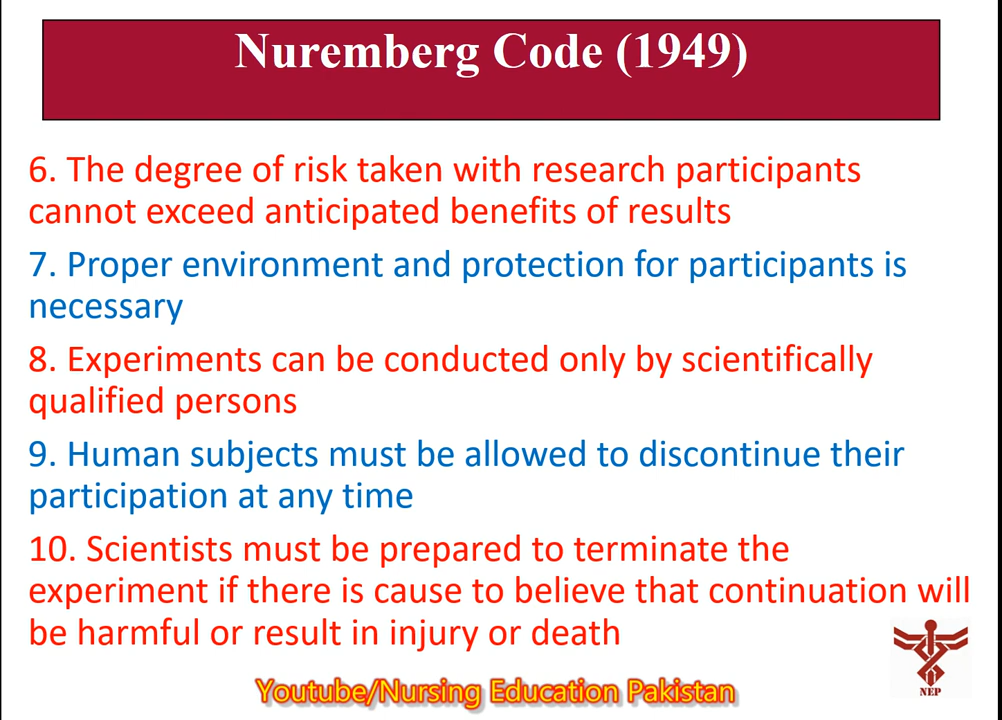 Nuremberg Code (1949)
6. The degree of risk taken with research participants
cannot exceed anticipated benefits of results
7. Proper environment and protection for participants is
necessary
8. Experiments can be conducted only by scientifically
qualified persons
9. Human subjects must be allowed to discontinue their
participation at any time
10. Scientists must be prepared to terminate the
experiment if there is cause to believe that continuation will
be harmful or result in injury or death
NEP
Youtube/Nursing Education Pakistan